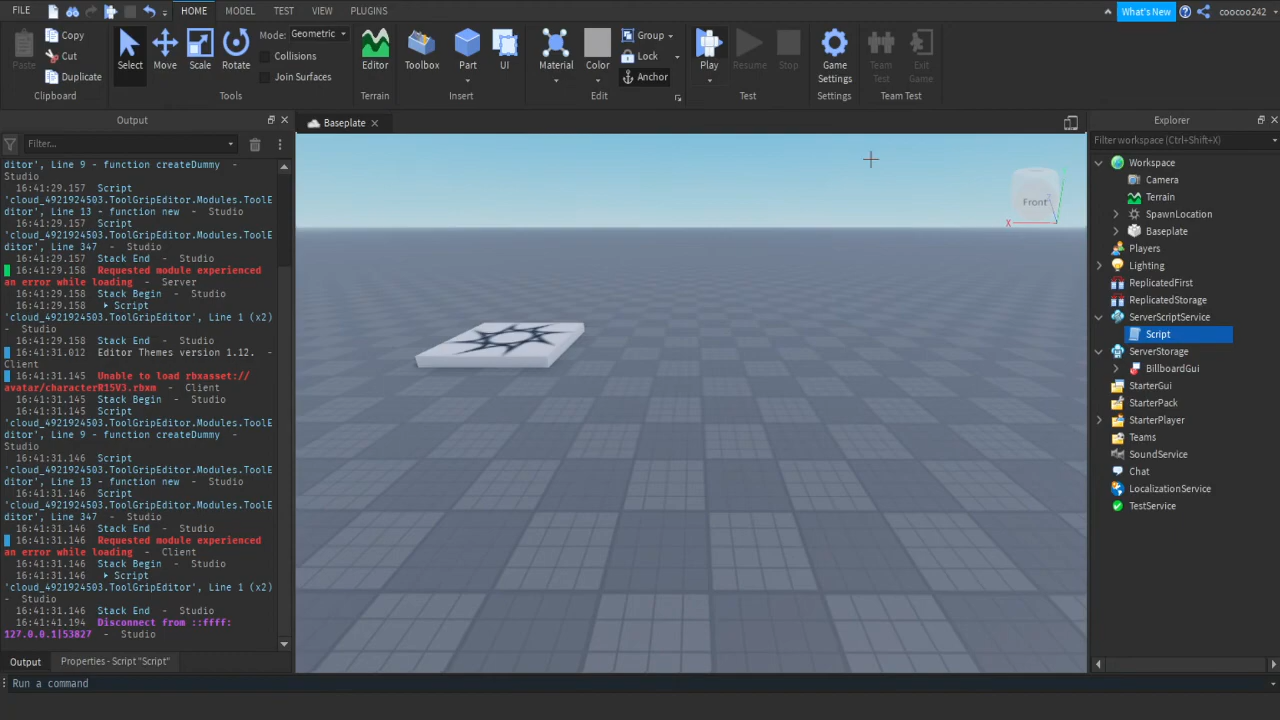 FILE
HOME
MODEL
TEST
VIEW
PLUGINS
What's New
coocoo242
Paste
Copy
Cut
Duplicate
Clipboard
Select
Move
Scale
Rotate
Mode: Geometric
Collisions
Join Surfaces
Tools
Editor
Terrain
Toolbox
Part
UI
Insert
Material
Color
Group
Lock
Anchor
Edit
Play
Resume
Stop
Test
Game
Settings
Settings
Team
Test
Exit
Game
Team Test
Output
Filter...
ditor', Line 9 - function createDummy -
Studio
16:41:29.157 Script
'cloud_4921924503.ToolGripEditor.Modules.ToolE
ditor', Line 13 - function new - Studio
16:41:29.157 Script
'cloud_4921924503.ToolGripEditor.Modules.ToolE
ditor', Line 347 - Studio
16:41:29.157 Stack End - Studio
16:41:29.158 Requested module experienced
an error while loading - Server
16:41:29.158 Stack Begin - Studio
16:41:29.158 Script
'cloud_4921924503.ToolGripEditor', Line 1 (x2)
- Studio
16:41:29.158 Stack End - Studio
16:41:31.012 Editor Themes version 1.12. -
Client
16:41:31.145 Unable to load rbxasset://
avatar/characterR15V3.rbxm - Client
16:41:31.145 Stack Begin - Studio
16:41:31.145 Script
'cloud_4921924503.ToolGripEditor.Modules.ToolE
ditor', Line 9 - function createDummy -
Studio
16:41:31.146 Script
'cloud_4921924503.ToolGripEditor.Modules.ToolE
ditor', Line 13 - function new - Studio
16:41:31.146 Script
'cloud_4921924503.ToolGripEditor.Modules.ToolE
ditor', Line 347 - Studio
16:41:31.146 Stack End - Studio
16:41:31.146 Requested module experienced
an error while loading - Client
16:41:31.146 Stack Begin - Studio
16:41:31.146 Script
'cloud_4921924503.ToolGripEditor', Line 1 (x2)
- Studio
16:41:31.146 Stack End - Studio
16:41:41.194 Disconnect from ::ffff:
127.0.0.1|53827 - Studio
Output
Properties - Script "Script"
Run a command
Baseplate
Front
X
Explorer
Filter workspace (Ctrl+Shift+X)
Workspace
Camera
Terrain
SpawnLocation
Baseplate
Players
Lighting
ReplicatedFirst
ReplicatedStorage
ServerScriptService
Script
ServerStorage
BillboardGui
StarterGui
StarterPack
StarterPlayer
Teams
SoundService
Chat
LocalizationService
TestService